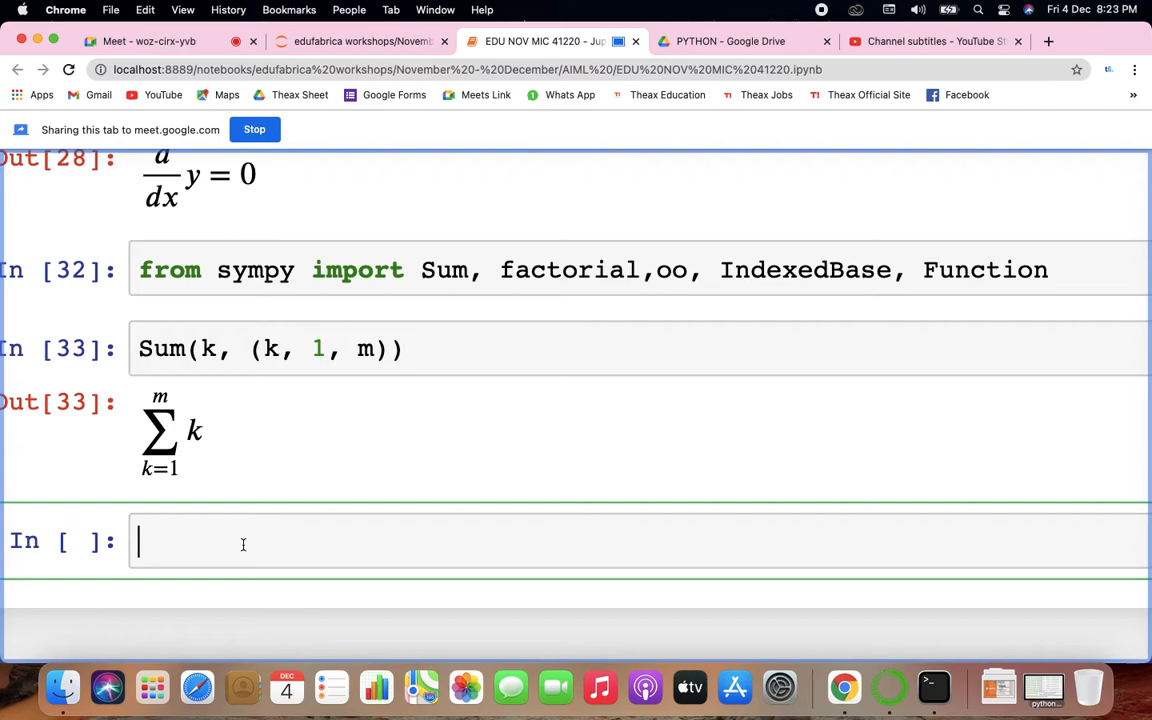 Chrome File Edit View History Bookmarks People Tab Window Help Fri 4 Dec 8:23 PM
Meet - woz-cirx-yvb edufabrica workshops/Novemb EDU NOV MIC 41220 - Jup PYTHON - Google Drive Channel subtitles - YouTube St
localhost:8889/notebooks/edufabrica%20workshops/November%20-%20December/AIML%20/EDU%20NOV%20MIC%2041220.ipynb
Apps Gmail YouTube Maps Theax Sheet Google Forms Meets Link Whats App Theax Education Theax Jobs Theax Official Site Facebook »
Sharing this tab to meet.google.com Stop
Out[28]: d/dx y = 0
In [32]: from sympy import Sum, factorial,oo, IndexedBase, Function
In [33]: Sum(k, (k, 1, m))
Out[33]: m
∑ k
k=1
In [ ]:
DEC
4
tv
python...